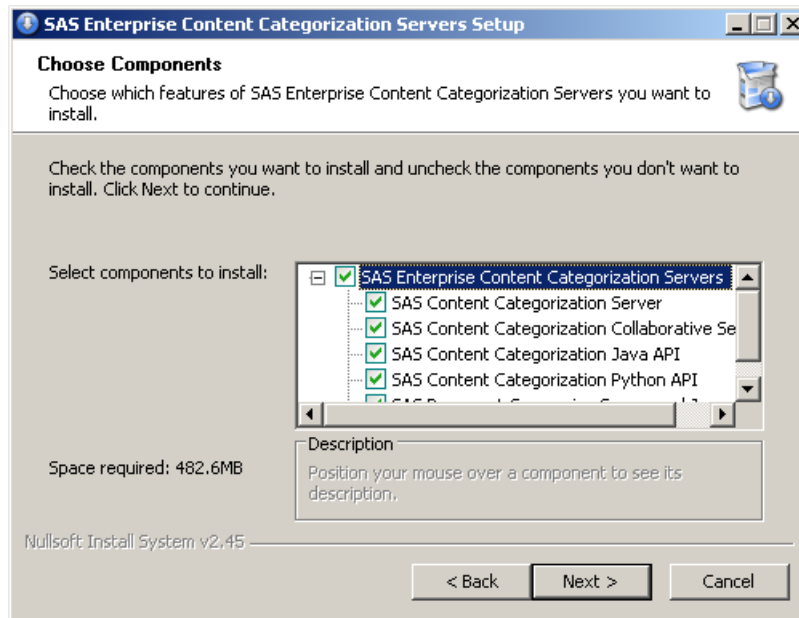 SAS Enterprise Content Categorization Servers Setup
Choose Components
Choose which features of SAS Enterprise Content Categorization Servers you want to
install.
Check the components you want to install and uncheck the components you don't want to
install. Click Next to continue.
Select components to install:
SAS Enterprise Content Categorization Servers
SAS Content Categorization Server
SAS Content Categorization Collaborative Se
SAS Content Categorization Java API
SAS Content Categorization Python API
Space required: 482.6MB
Description
Position your mouse over a component to see its
description.
Nullsoft Install System v2.45
< Back
Next >
Cancel